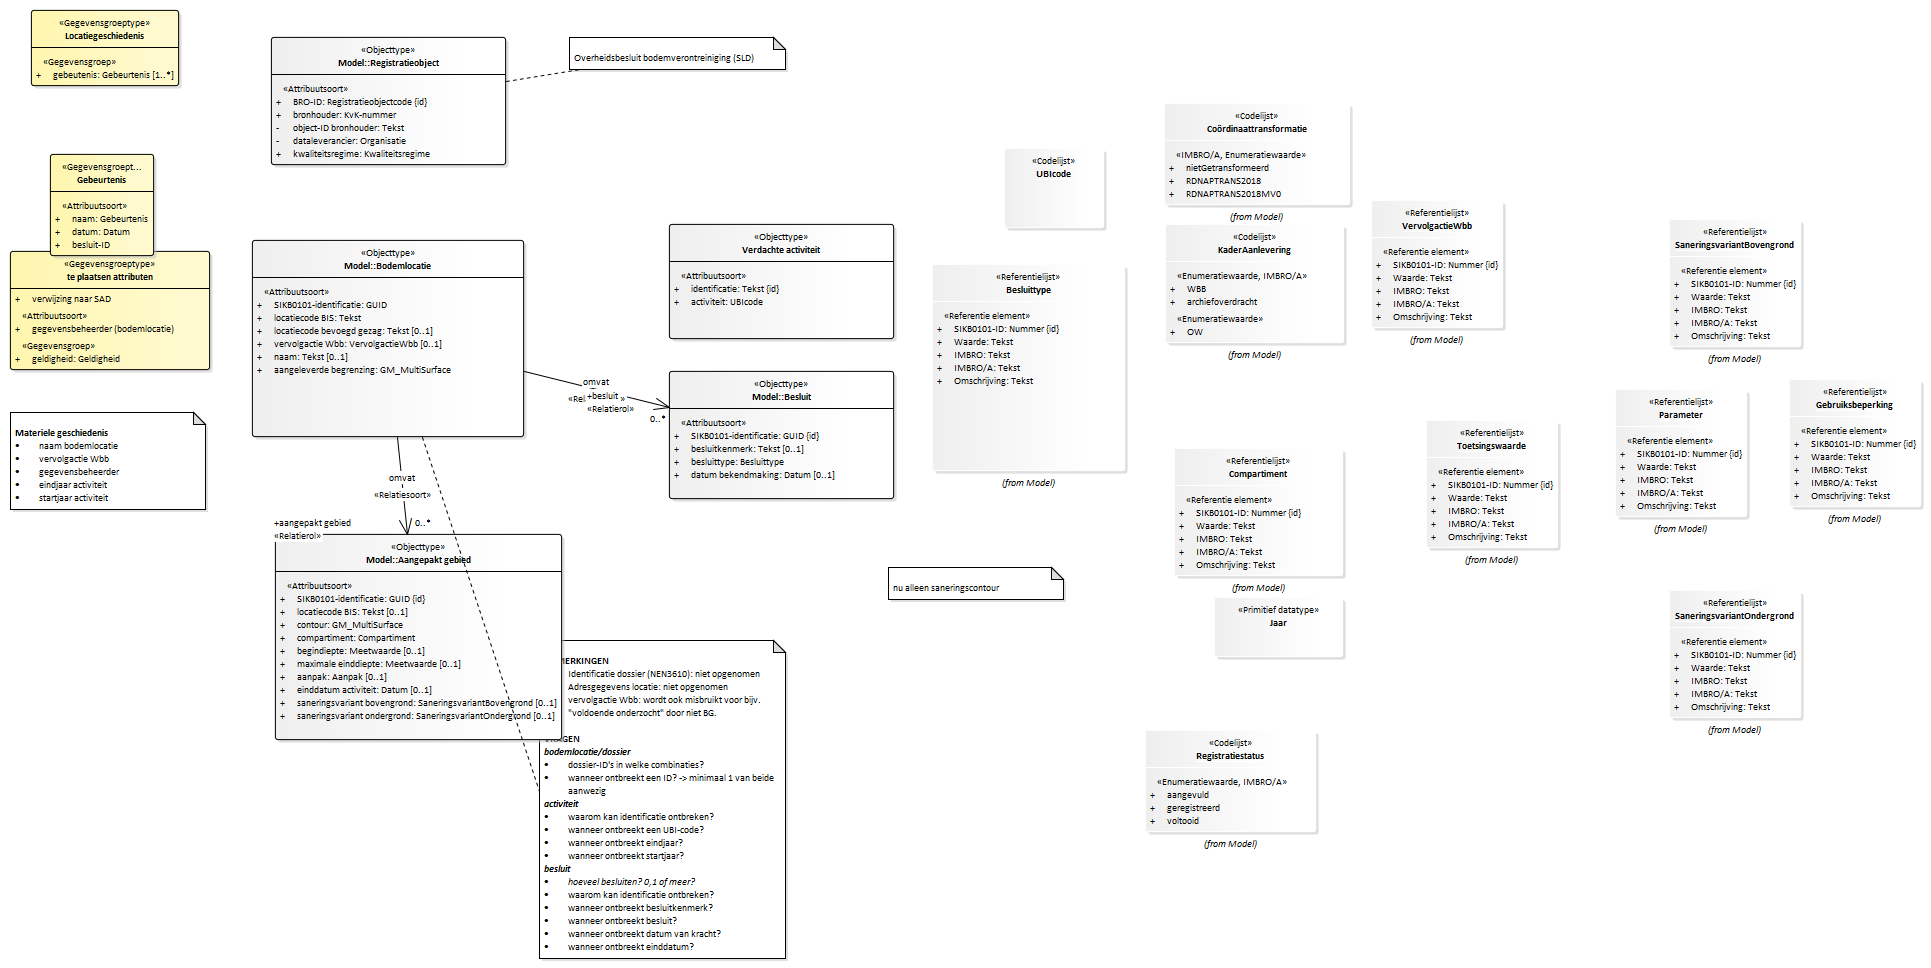 «Gegevensgroeptype»
Locatiegeschiedenis
«Gegevensgroep»
+ gebeutenis: Gebeurtenis [1..*]
«Gegevensgroept...
Gebeurtenis
«Attribuutsoort»
+ naam: Gebeurtenis
+ datum: Datum
+ besluit-ID
«Gegevensgroeptype»
te plaatsen attributen
+ verwijzing naar SAD
«Attribuutsoort»
+ gegevensbeheerder (bodemlocatie)
«Gegevensgroep»
+ geldigheid: Geldigheid
Materiele geschiedenis
• naam bodemlocatie
• vervolgactie Wbb
• gegevensbeheerder
• eindjaar activiteit
• startjaar activiteit
«Objecttype»
Model::Registratieobject
«Attribuutsoort»
+ BRO-ID: Registratieobjectcode {id}
+ bronhouder: KvK-nummer
- object-ID bronhouder: Tekst
- dataleverancier: Organisatie
+ kwaliteitsregime: Kwaliteitsregime
Overheidsbesluit bodemverontreiniging (SLD)
«Objecttype»
Model::Bodemlocatie
«Attribuutsoort»
+ SIKB0101-identificatie: GUID
+ locatiecode BIS: Tekst
+ locatiecode bevoegd gezag: Tekst [0..1]
+ vervolgactie Wbb: VervolgactieWbb [0..1]
+ naam: Tekst [0..1]
+ aangeleverde begrenzing: GM_MultiSurface
omvat
«Rel
+besluit
»
«Relatierol»
0..*
«Objecttype»
Verdachte activiteit
«Attribuutsoort»
+ identificatie: Tekst {id}
+ activiteit: UBIcode
«Objecttype»
Model::Besluit
«Attribuutsoort»
+ SIKB0101-identificatie: GUID {id}
+ besluitkenmerk: Tekst [0..1]
+ besluittype: Besluittype
+ datum bekendmaking: Datum [0..1]
omvat
«Relatiesoort»
+aangepakt gebied
0..*
«Relatierol»
«Objecttype»
Model::Aangepakt gebied
«Attribuutsoort»
+ SIKB0101-identificatie: GUID {id}
+ locatiecode BIS: Tekst [0..1]
+ contour: GM_MultiSurface
+ compartiment: Compartiment
+ begindiepte: Meetwaarde [0..1]
+ maximale einddiepte: Meetwaarde [0..1]
+ aanpak: Aanpak [0..1]
+ einddatum activiteit: Datum [0..1]
+ saneringsvariant bovengrond: SaneringsvariantBovengrond [0..1]
+ saneringsvariant ondergrond: SaneringsvariantOndergrond [0..1]
MERKINGEN
Identificatie dossier (NEN3610): niet opgenomen
Adresgegevens locatie: niet opgenomen
vervolgactie Wbb: wordt ook misbruikt voor bijv.
"voldoende onderzocht" door niet BG.
RAGEN
bodemlocatie/dossier
• dossier-ID's in welke combinaties?
• wanneer ontbreekt een ID? -> minimaal 1 van beide
aanwezig
activiteit
• waarom kan identificatie ontbreken?
• wanneer ontbreekt een UBI-code?
• wanneer ontbreekt eindjaar?
• wanneer ontbreekt startjaar?
besluit
• hoeveel besluiten? 0,1 of meer?
• waarom kan identificatie ontbreken?
• wanneer ontbreekt besluitkenmerk?
• wanneer ontbreekt besluit?
• wanneer ontbreekt datum van kracht?
• wanneer ontbreekt einddatum?
nu alleen saneringscontour
«Codelijst»
UBIcode
«Referentielijst»
Besluittype
«Referentie element»
+ SIKB0101-ID: Nummer {id}
+ Waarde: Tekst
+ IMBRO: Tekst
+ IMBRO/A: Tekst
+ Omschrijving: Tekst
(from Model)
«Codelijst»
Coördinaattransformatie
«IMBRO/A, Enumeratiewaarde»
+ nietGetransformeerd
+ RDNAPTRANS2018
+ RDNAPTRANS2018MV0
(from Model)
«Codelijst»
KaderAanlevering
«Enumeratiewaarde, IMBRO/A»
+ WBB
+ archiefoverdracht
«Enumeratiewaarde»
+ OW
(from Model)
«Referentielijst»
VervolgactieWbb
«Referentie element»
+ SIKB0101-ID: Nummer {id}
+ Waarde: Tekst
+ IMBRO: Tekst
+ IMBRO/A: Tekst
+ Omschrijving: Tekst
(from Model)
«Referentielijst»
SaneringsvariantBovengrond
«Referentie element»
+ SIKB0101-ID: Nummer {id}
+ Waarde: Tekst
+ IMBRO: Tekst
+ IMBRO/A: Tekst
+ Omschrijving: Tekst
(from Model)
«Referentielijst»
Compartiment
«Referentie element»
+ SIKB0101-ID: Nummer {id}
+ Waarde: Tekst
+ IMBRO: Tekst
+ IMBRO/A: Tekst
+ Omschrijving: Tekst
(from Model)
«Referentielijst»
Toetsingswaarde
«Referentie element»
+ SIKB0101-ID: Nummer {id}
+ Waarde: Tekst
+ IMBRO: Tekst
+ IMBRO/A: Tekst
+ Omschrijving: Tekst
(from Model)
«Referentielijst»
Parameter
«Referentie element»
+ SIKB0101-ID: Nummer {id}
+ Waarde: Tekst
+ IMBRO: Tekst
+ IMBRO/A: Tekst
+ Omschrijving: Tekst
(from Model)
«Referentielijst»
Gebruiksbeperking
«Referentie element»
+ SIKB0101-ID: Nummer {id}
+ Waarde: Tekst
+ IMBRO: Tekst
+ IMBRO/A: Tekst
+ Omschrijving: Tekst
(from Model)
«Primitief datatype»
Jaar
«Referentielijst»
SaneringsvariantOndergrond
«Referentie element»
+ SIKB0101-ID: Nummer {id}
+ Waarde: Tekst
+ IMBRO: Tekst
+ IMBRO/A: Tekst
+ Omschrijving: Tekst
(from Model)
«Codelijst»
Registratiestatus
«Enumeratiewaarde, IMBRO/A»
+ aangevuld
+ geregistreerd
+ voltooid
(from Model)